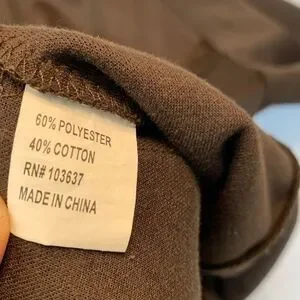 60% POLYESTER
40% COTTON
RN# 103637
MADE IN CHINA